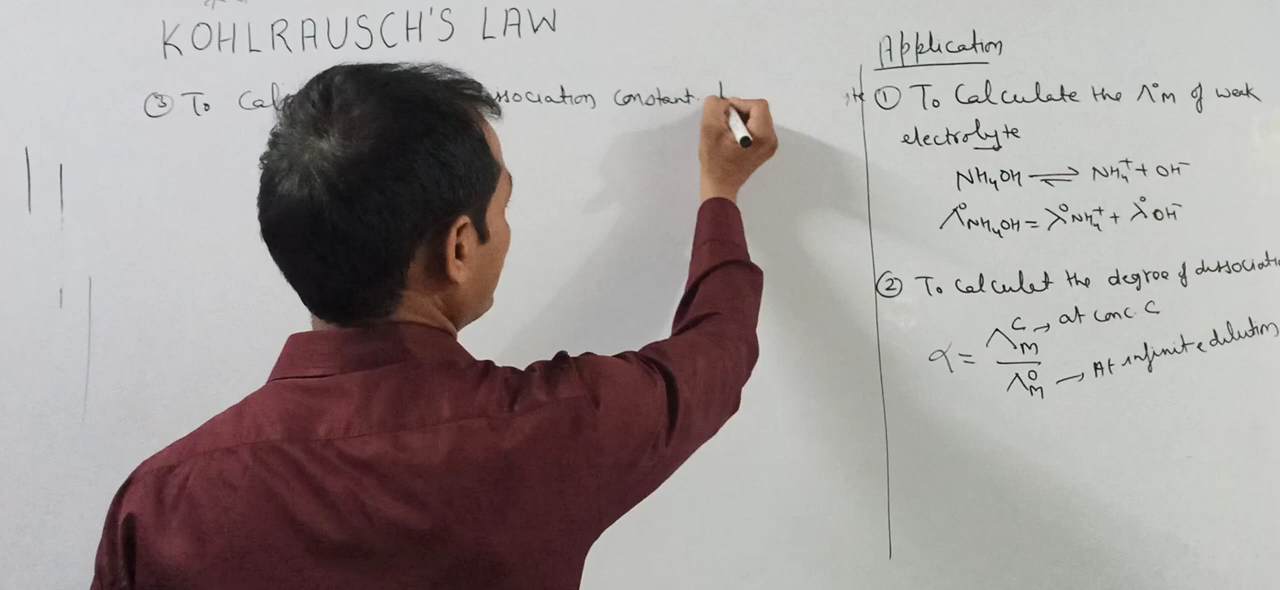 KOHLRAUSCH'S LAW
③ To Cal ssociation Constant.
Application
① To Calculate the Λ°m of weak
electrolyte
NH₄OH ⇌ NH₄⁺ + OH⁻
λ°NH₄OH = λ°NH₄⁺ + λ°OH⁻
② To Calculet the degree of dissociati
α = Λᶜₘ → at conc. C
Λ⁰ₘ → At infinite dilution